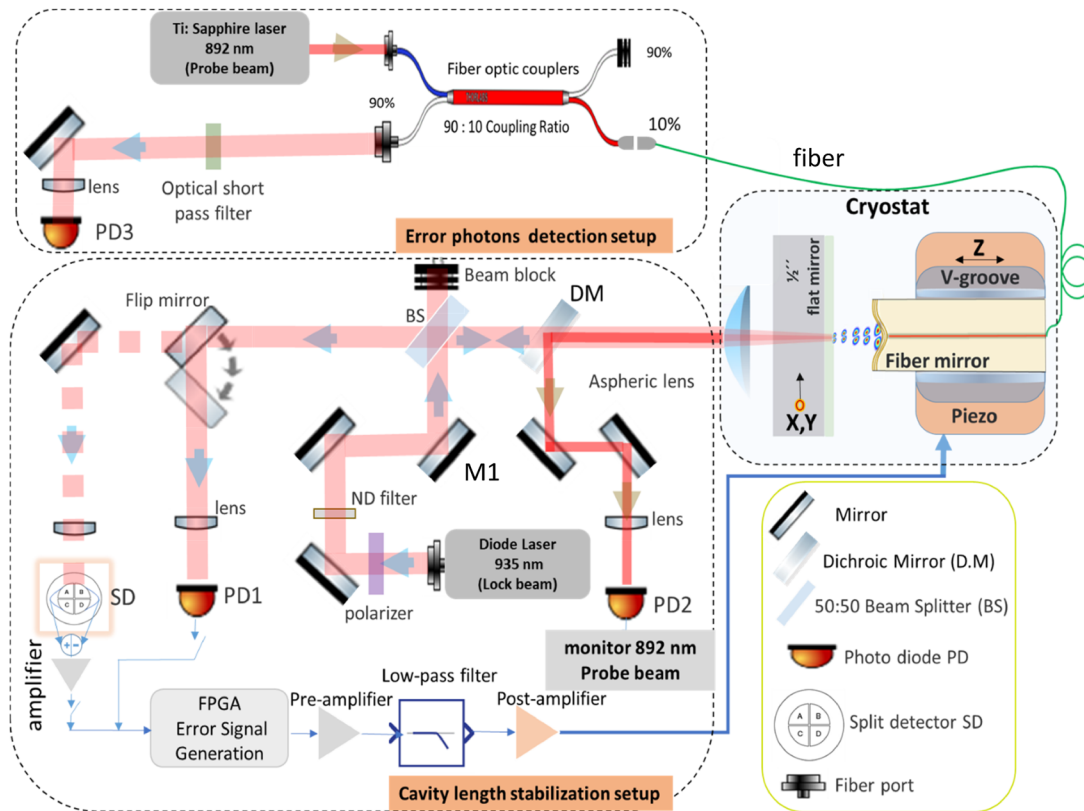 Ti: Sapphire laser
892 nm
(Probe beam)
Fiber optic couplers
90%
90%
90 : 10 Coupling Ratio
10%
lens
Optical short
pass filter
PD3
Error photons detection setup
fiber
Cryostat
½´´
flat mirror
Z
V-groove
Fiber mirror
X,Y
Piezo
Beam block
Flip mirror
BS
DM
Aspheric lens
M1
ND filter
lens
lens
Diode Laser
935 nm
(Lock beam)
polarizer
A B
C D
SD
PD1
PD2
monitor 892 nm
Probe beam
+ -
amplifier
FPGA
Error Signal
Generation
Pre-amplifier
Low-pass filter
Post-amplifier
Cavity length stabilization setup
Mirror
Dichroic Mirror (D.M)
50:50 Beam Splitter (BS)
Photo diode PD
A B
C D
Split detector SD
Fiber port